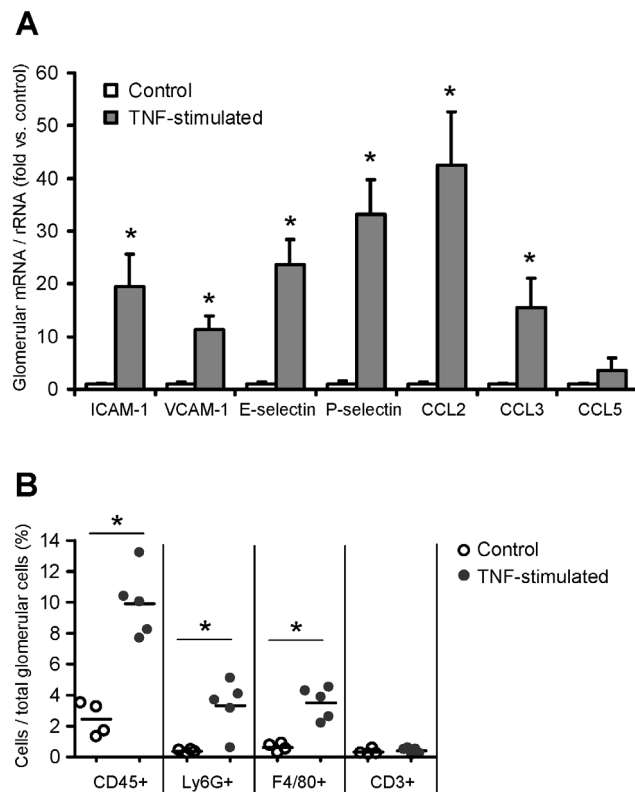 A
Glomerular mRNA / rRNA (fold vs. control)
60
50
40
30
20
10
0
Control
TNF-stimulated
*
*
*
*
*
*
ICAM-1 VCAM-1 E-selectin P-selectin CCL2 CCL3 CCL5
B
Cells / total glomerular cells (%)
14
12
10
8
6
4
2
0
*
*
*
Control
TNF-stimulated
CD45+ Ly6G+ F4/80+ CD3+